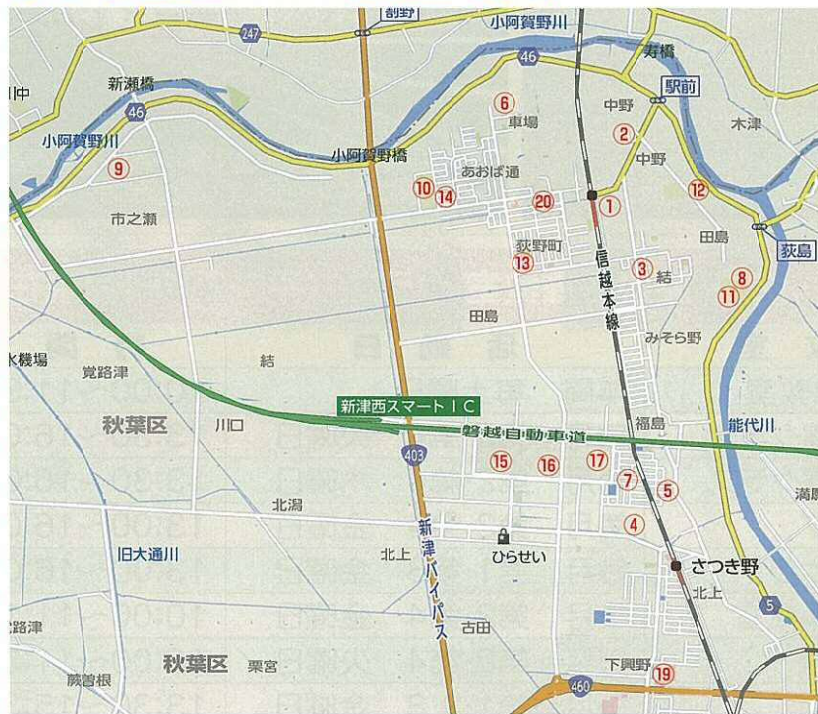 割野
小阿賀野川
247
新瀬橋
46
寿橋
川中
46
駅前
⑥
車場
中野
②
木津
小阿賀野川
小阿賀野橋
中野
⑨
あおば通
⑩
⑭
⑳
①
⑫
市之瀬
荻野町
田島
荻島
⑬
信越本線
③
結
⑧
⑪
田島
みそら野
水機場
覚路津
結
新津西スマートIC
秋葉区
川口
福島
能代川
磐越自動車道
403
⑮
⑯
⑰
⑦
⑤
満願
北潟
④
新津バイパス
旧大通川
北上
ひらせい
さつき野
北上
5
路津
古田
秋葉区
栗宮
下興野
蕨曽根
⑲
460